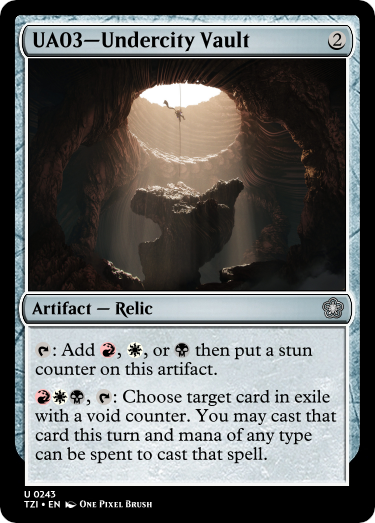 UA03—Undercity Vault 2
Artifact — Relic
: Add , , or then put a stun
counter on this artifact.
, : Choose target card in exile
with a void counter. You may cast that
card this turn and mana of any type
can be spent to cast that spell.
U 0243
TZI • EN One Pixel Brush